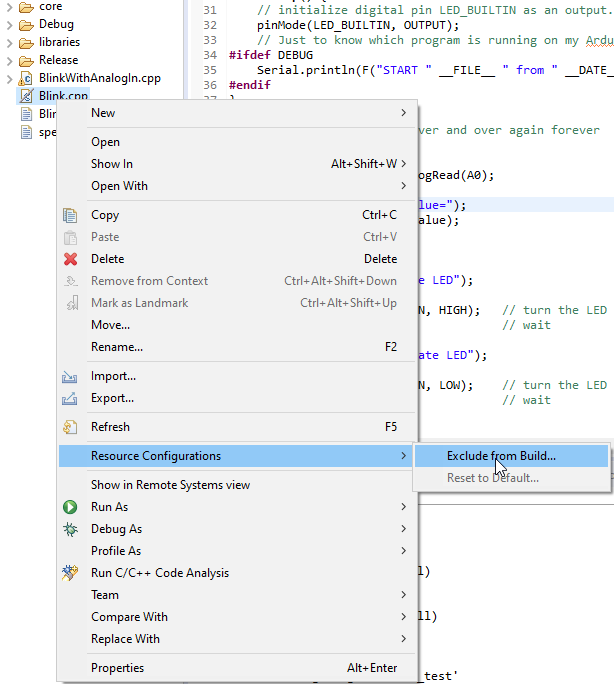 core
Debug
libraries
Release
BlinkWithAnalogIn.cpp
Blink.cpp
Blin
spe
31 // initialize digital pin LED_BUILTIN as an output.
32 pinMode(LED_BUILTIN, OUTPUT);
33 // Just to know which program is running on my Ardu
34 #ifdef DEBUG
35 Serial.println(F("START " __FILE__ " from " __DATE_
36 #endif
37 }
ver and over again forever
ogRead(A0);
lue=");
alue);
e LED");
N, HIGH); // turn the LED
// wait
ate LED");
N, LOW); // turn the LED
// wait
l)
ll)
_test'
New
Open
Show In Alt+Shift+W
Open With
Copy Ctrl+C
Paste Ctrl+V
Delete Delete
Remove from Context Ctrl+Alt+Shift+Down
Mark as Landmark Ctrl+Alt+Shift+Up
Move...
Rename... F2
Import...
Export...
Refresh F5
Resource Configurations
Exclude from Build...
Reset to Default...
Show in Remote Systems view
Run As
Debug As
Profile As
Run C/C++ Code Analysis
Team
Compare With
Replace With
Properties Alt+Enter